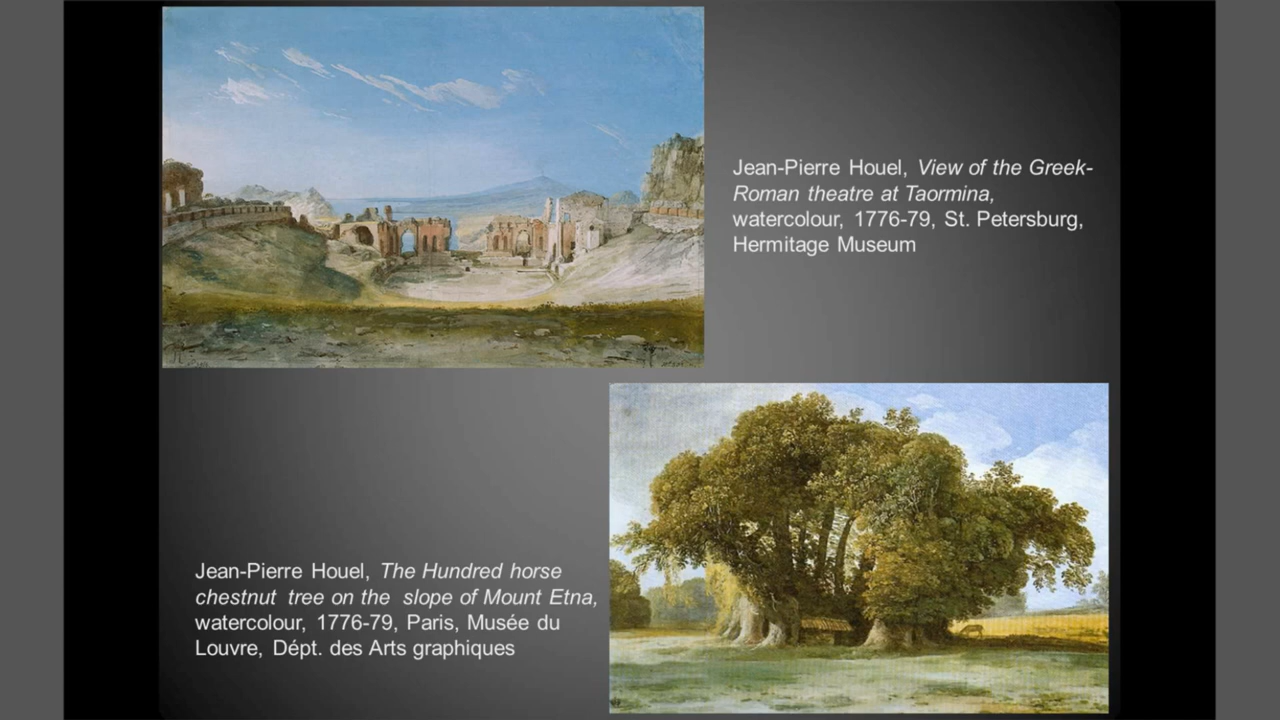 Jean-Pierre Houel, View of the Greek-
Roman theatre at Taormina,
watercolour, 1776-79, St. Petersburg,
Hermitage Museum
Jean-Pierre Houel, The Hundred horse
chestnut tree on the slope of Mount Etna,
watercolour, 1776-79, Paris, Musée du
Louvre, Dépt. des Arts graphiques